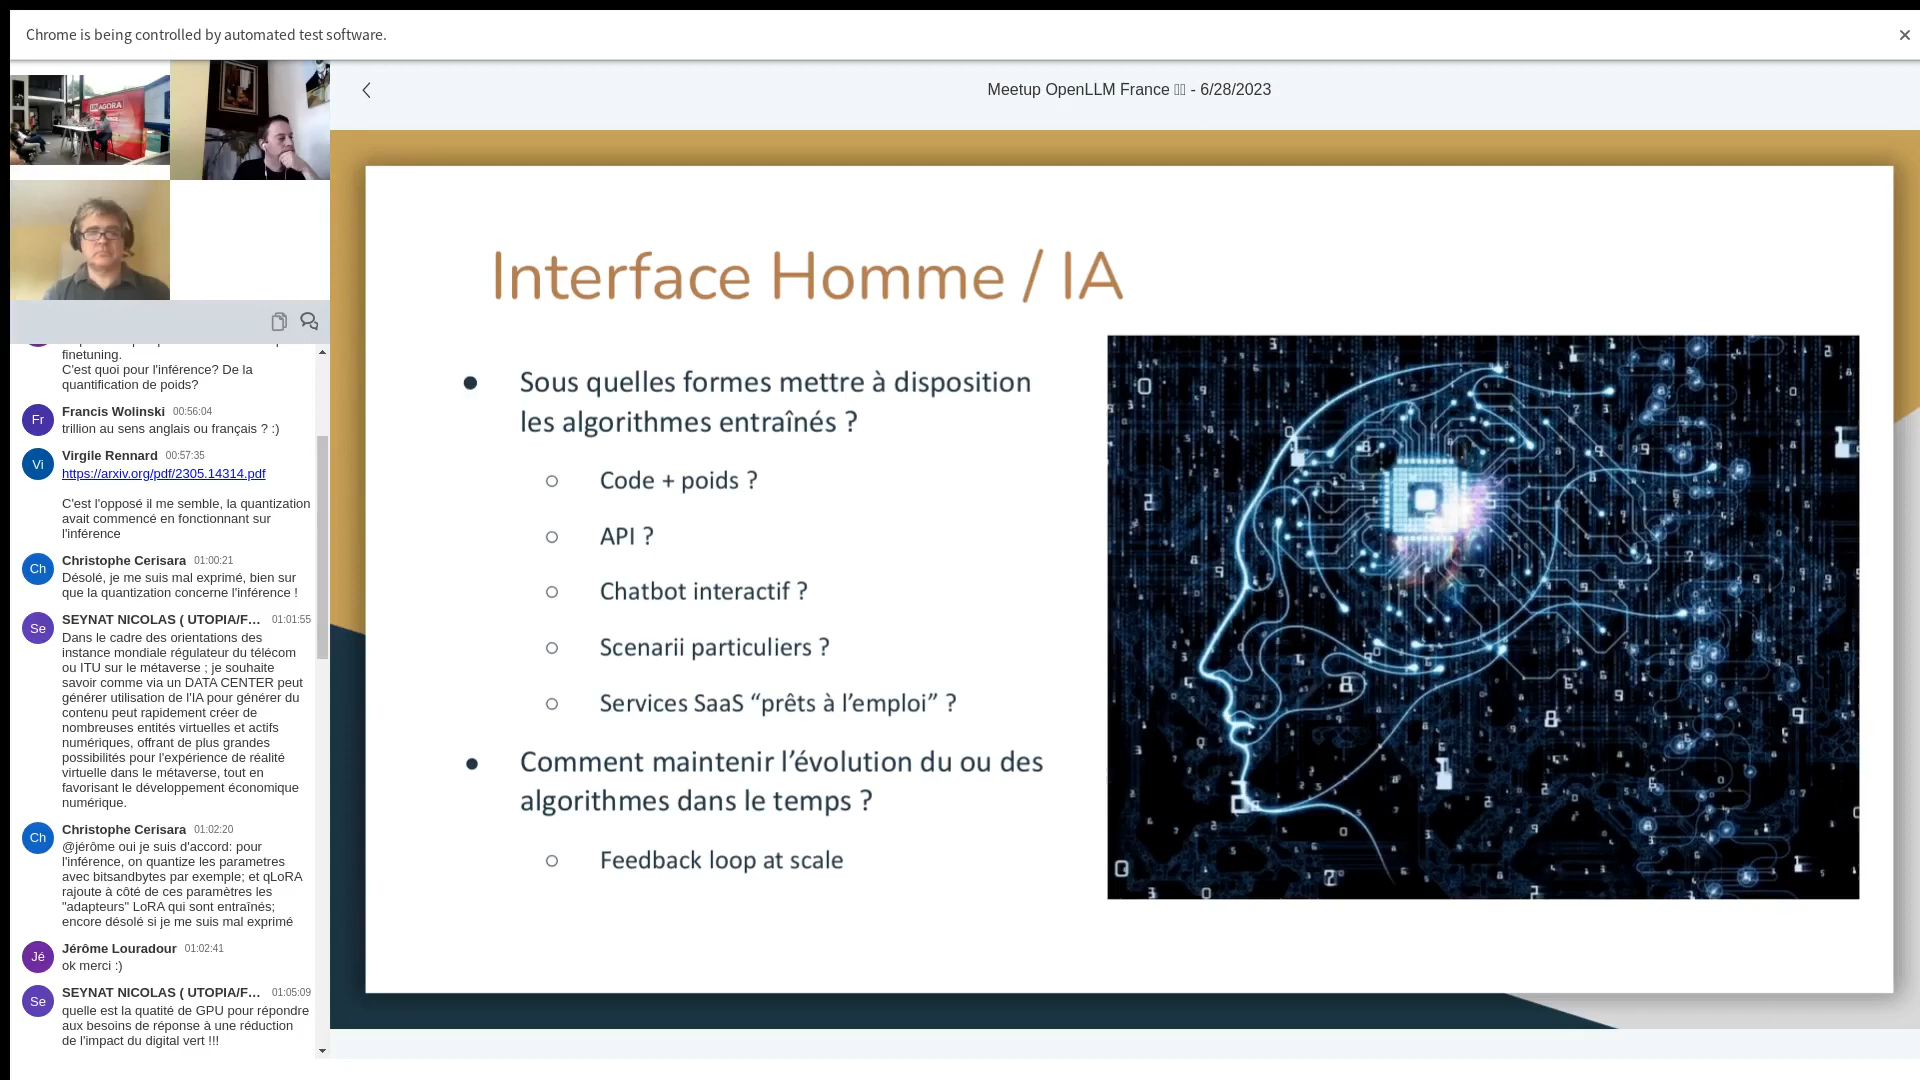 Chrome is being controlled by automated test software.
Meetup OpenLLM France - 6/28/2023
AGORA
finetuning.
C'est quoi pour l'inférence? De la
quantification de poids?
Fr
Francis Wolinski 00:56:04
trillion au sens anglais ou français ? :)
Vi
Virgile Rennard 00:57:35
https://arxiv.org/pdf/2305.14314.pdf
C'est l'opposé il me semble, la quantization
avait commencé en fonctionnant sur
l'inférence
Ch
Christophe Cerisara 01:00:21
Désolé, je me suis mal exprimé, bien sur
que la quantization concerne l'inférence !
Se
SEYNAT NICOLAS ( UTOPIA/F... 01:01:55
Dans le cadre des orientations des
instance mondiale régulateur du télécom
ou ITU sur le métaverse ; je souhaite
savoir comme via un DATA CENTER peut
générer utilisation de l'IA pour générer du
contenu peut rapidement créer de
nombreuses entités virtuelles et actifs
numériques, offrant de plus grandes
possibilités pour l'expérience de réalité
virtuelle dans le métaverse, tout en
favorisant le développement économique
numérique.
Ch
Christophe Cerisara 01:02:20
@jérôme oui je suis d'accord: pour
l'inférence, on quantize les parametres
avec bitsandbytes par exemple; et qLoRA
rajoute à côté de ces paramètres les
"adapteurs" LoRA qui sont entraînés;
encore désolé si je me suis mal exprimé
Jé
Jérôme Louradour 01:02:41
ok merci :)
Se
SEYNAT NICOLAS ( UTOPIA/F... 01:05:09
quelle est la quatité de GPU pour répondre
aux besoins de réponse à une réduction
de l'impact du digital vert !!!
Interface Homme / IA
● Sous quelles formes mettre à disposition
les algorithmes entraînés ?
○ Code + poids ?
○ API ?
○ Chatbot interactif ?
○ Scenarii particuliers ?
○ Services SaaS “prêts à l’emploi” ?
● Comment maintenir l’évolution du ou des
algorithmes dans le temps ?
○ Feedback loop at scale